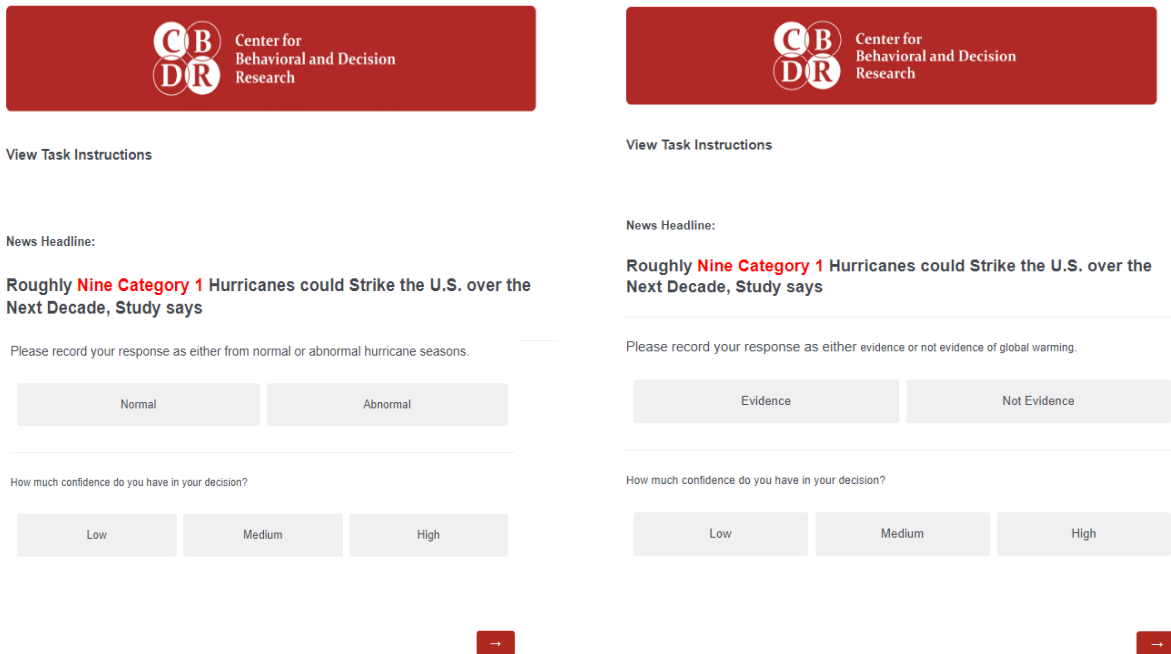 CB
DR
Center for
Behavioral and Decision
Research
View Task Instructions
News Headline:
Roughly Nine Category 1 Hurricanes could Strike the U.S. over the
Next Decade, Study says
Please record your response as either from normal or abnormal hurricane seasons.
Normal
Abnormal
How much confidence do you have in your decision?
Low
Medium
High
→
CB
DR
Center for
Behavioral and Decision
Research
View Task Instructions
News Headline:
Roughly Nine Category 1 Hurricanes could Strike the U.S. over the
Next Decade, Study says
Please record your response as either evidence or not evidence of global warming.
Evidence
Not Evidence
How much confidence do you have in your decision?
Low
Medium
High
→